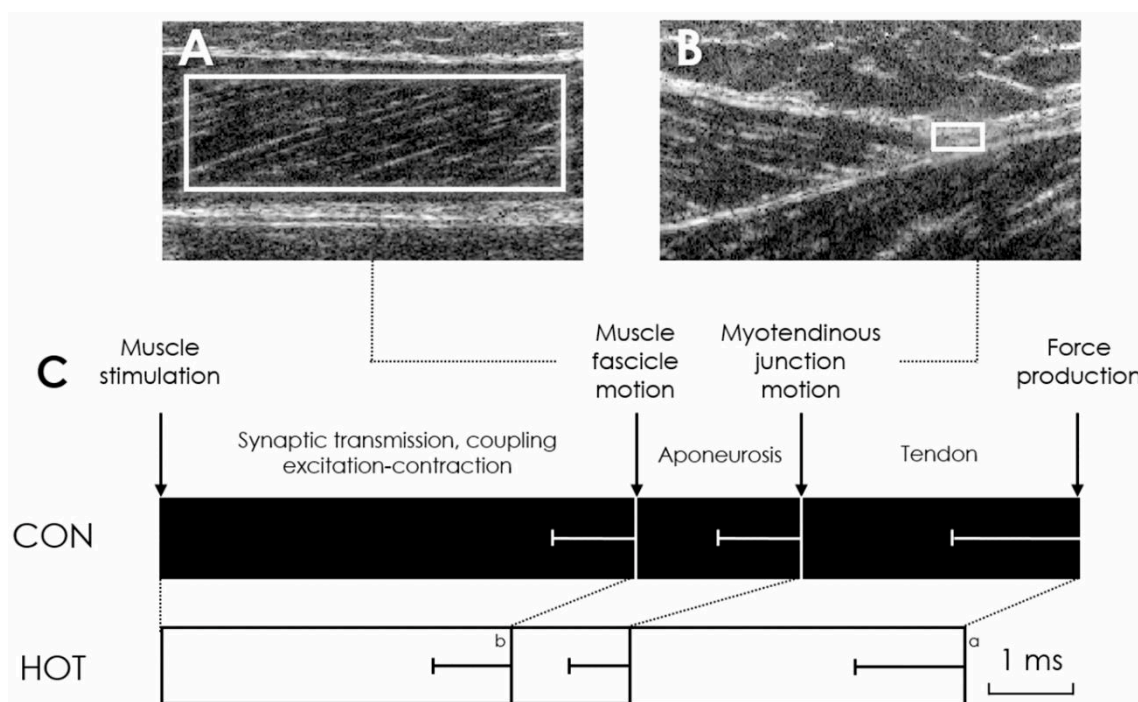 A
B
C
Muscle
stimulation
Muscle
fascicle
motion
Myotendinous
junction
motion
Force
production
Synaptic transmission, coupling
excitation-contraction
Aponeurosis
Tendon
CON
HOT
b
a
1 ms